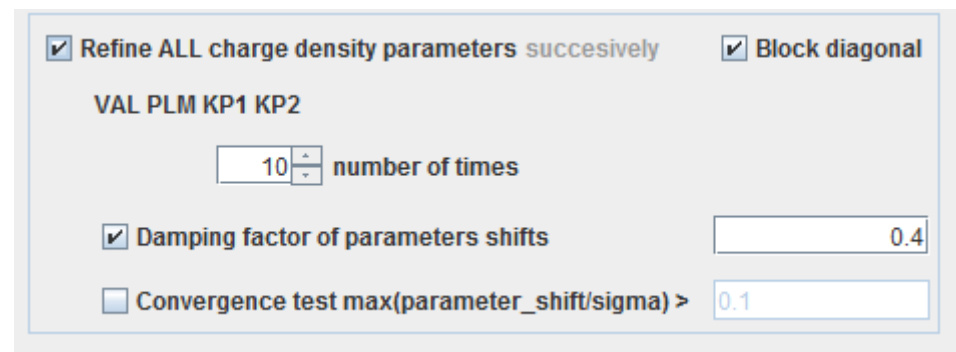 Refine ALL charge density parameters succesively Block diagonal
VAL PLM KP1 KP2
10 number of times
Damping factor of parameters shifts 0.4
Convergence test max(parameter_shift/sigma) > 0.1